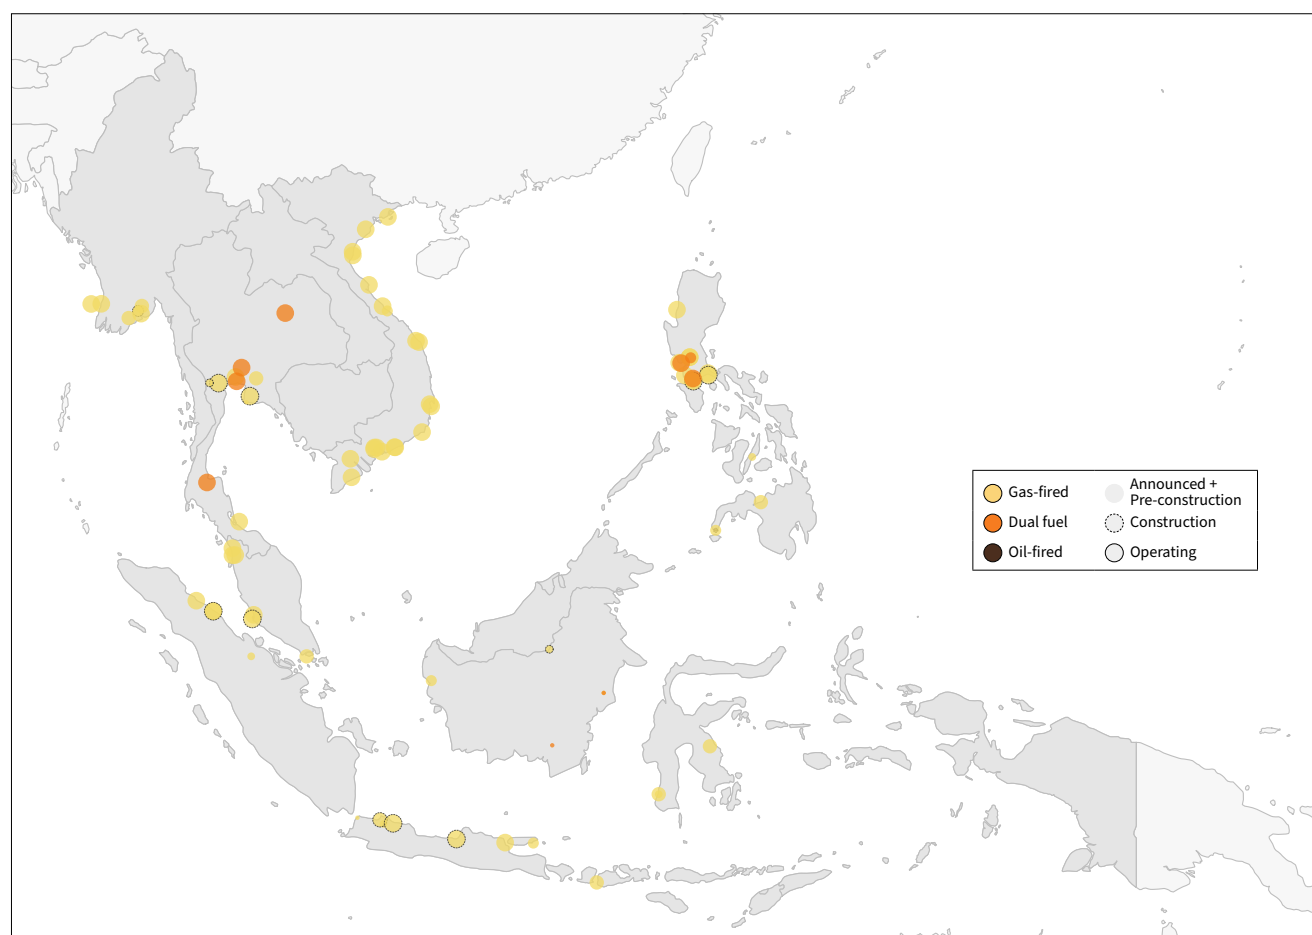 Gas-fired
Dual fuel
Oil-fired
Announced +
Pre-construction
Construction
Operating